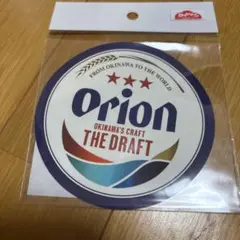 FROM OKINAWA TO THE WORLD
Orion
OKINAWA'S CRAFT
THE DRAFT